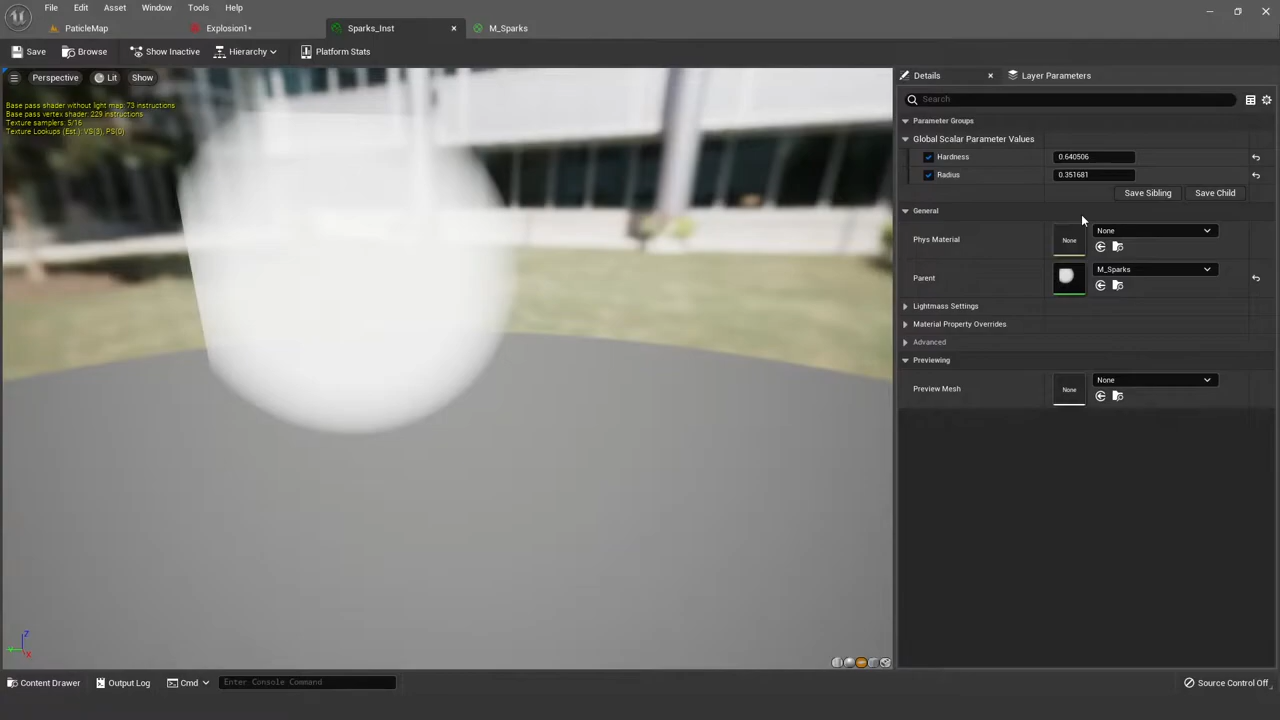 File Edit Asset Window Tools Help
PaticleMap Explosion1* Sparks_Inst M_Sparks
Save Browse Show Inactive Hierarchy Platform Stats
Perspective Lit Show
Base pass shader without light map: 73 instructions
Base pass vertex shader: 229 instructions
Texture samplers: 5/16
Texture Lookups (Est.): VS(3), PS(0)
Details Layer Parameters
Search
Parameter Groups
Global Scalar Parameter Values
Hardness 0.640506
Radius 0.351681
Save Sibling Save Child
General
Phys Material None None
Parent M_Sparks
Lightmass Settings
Material Property Overrides
Advanced
Previewing
Preview Mesh None None
Z
X
Content Drawer Output Log Cmd Enter Console Command Source Control Off